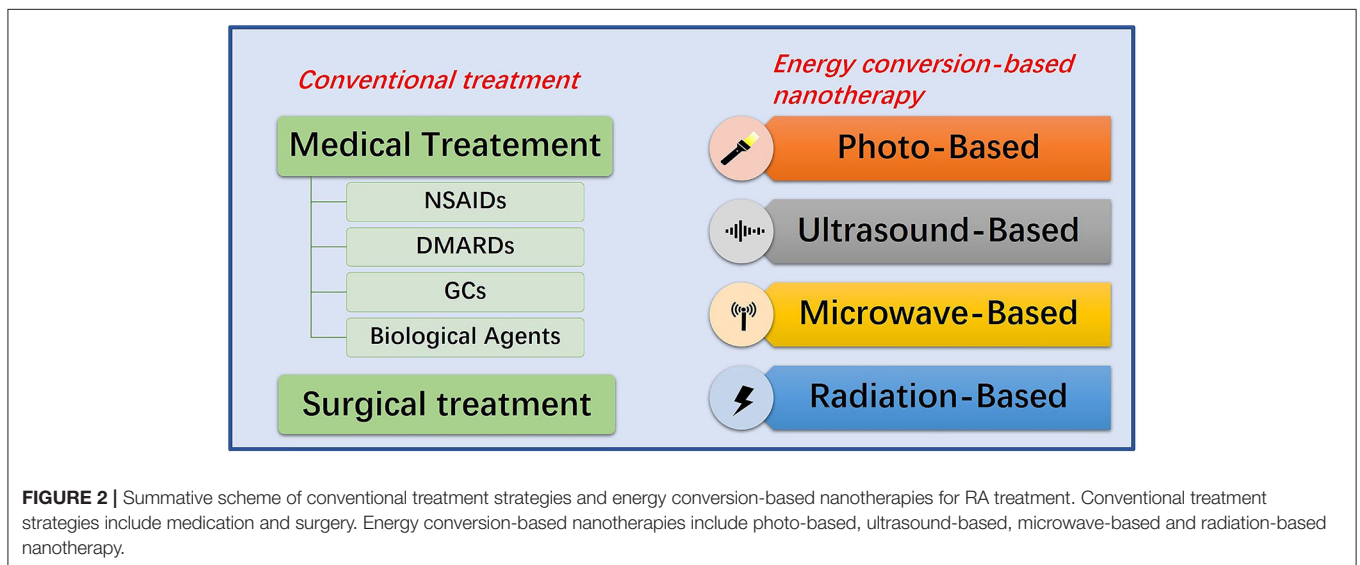 Conventional treatment
Medical Treatement
NSAIDs
DMARDs
GCs
Biological Agents
Surgical treatment
Energy conversion-based
nanotherapy
Photo-Based
Ultrasound-Based
Microwave-Based
Radiation-Based
FIGURE 2 | Summative scheme of conventional treatment strategies and energy conversion-based nanotherapies for RA treatment. Conventional treatment
strategies include medication and surgery. Energy conversion-based nanotherapies include photo-based, ultrasound-based, microwave-based and radiation-based
nanotherapy.